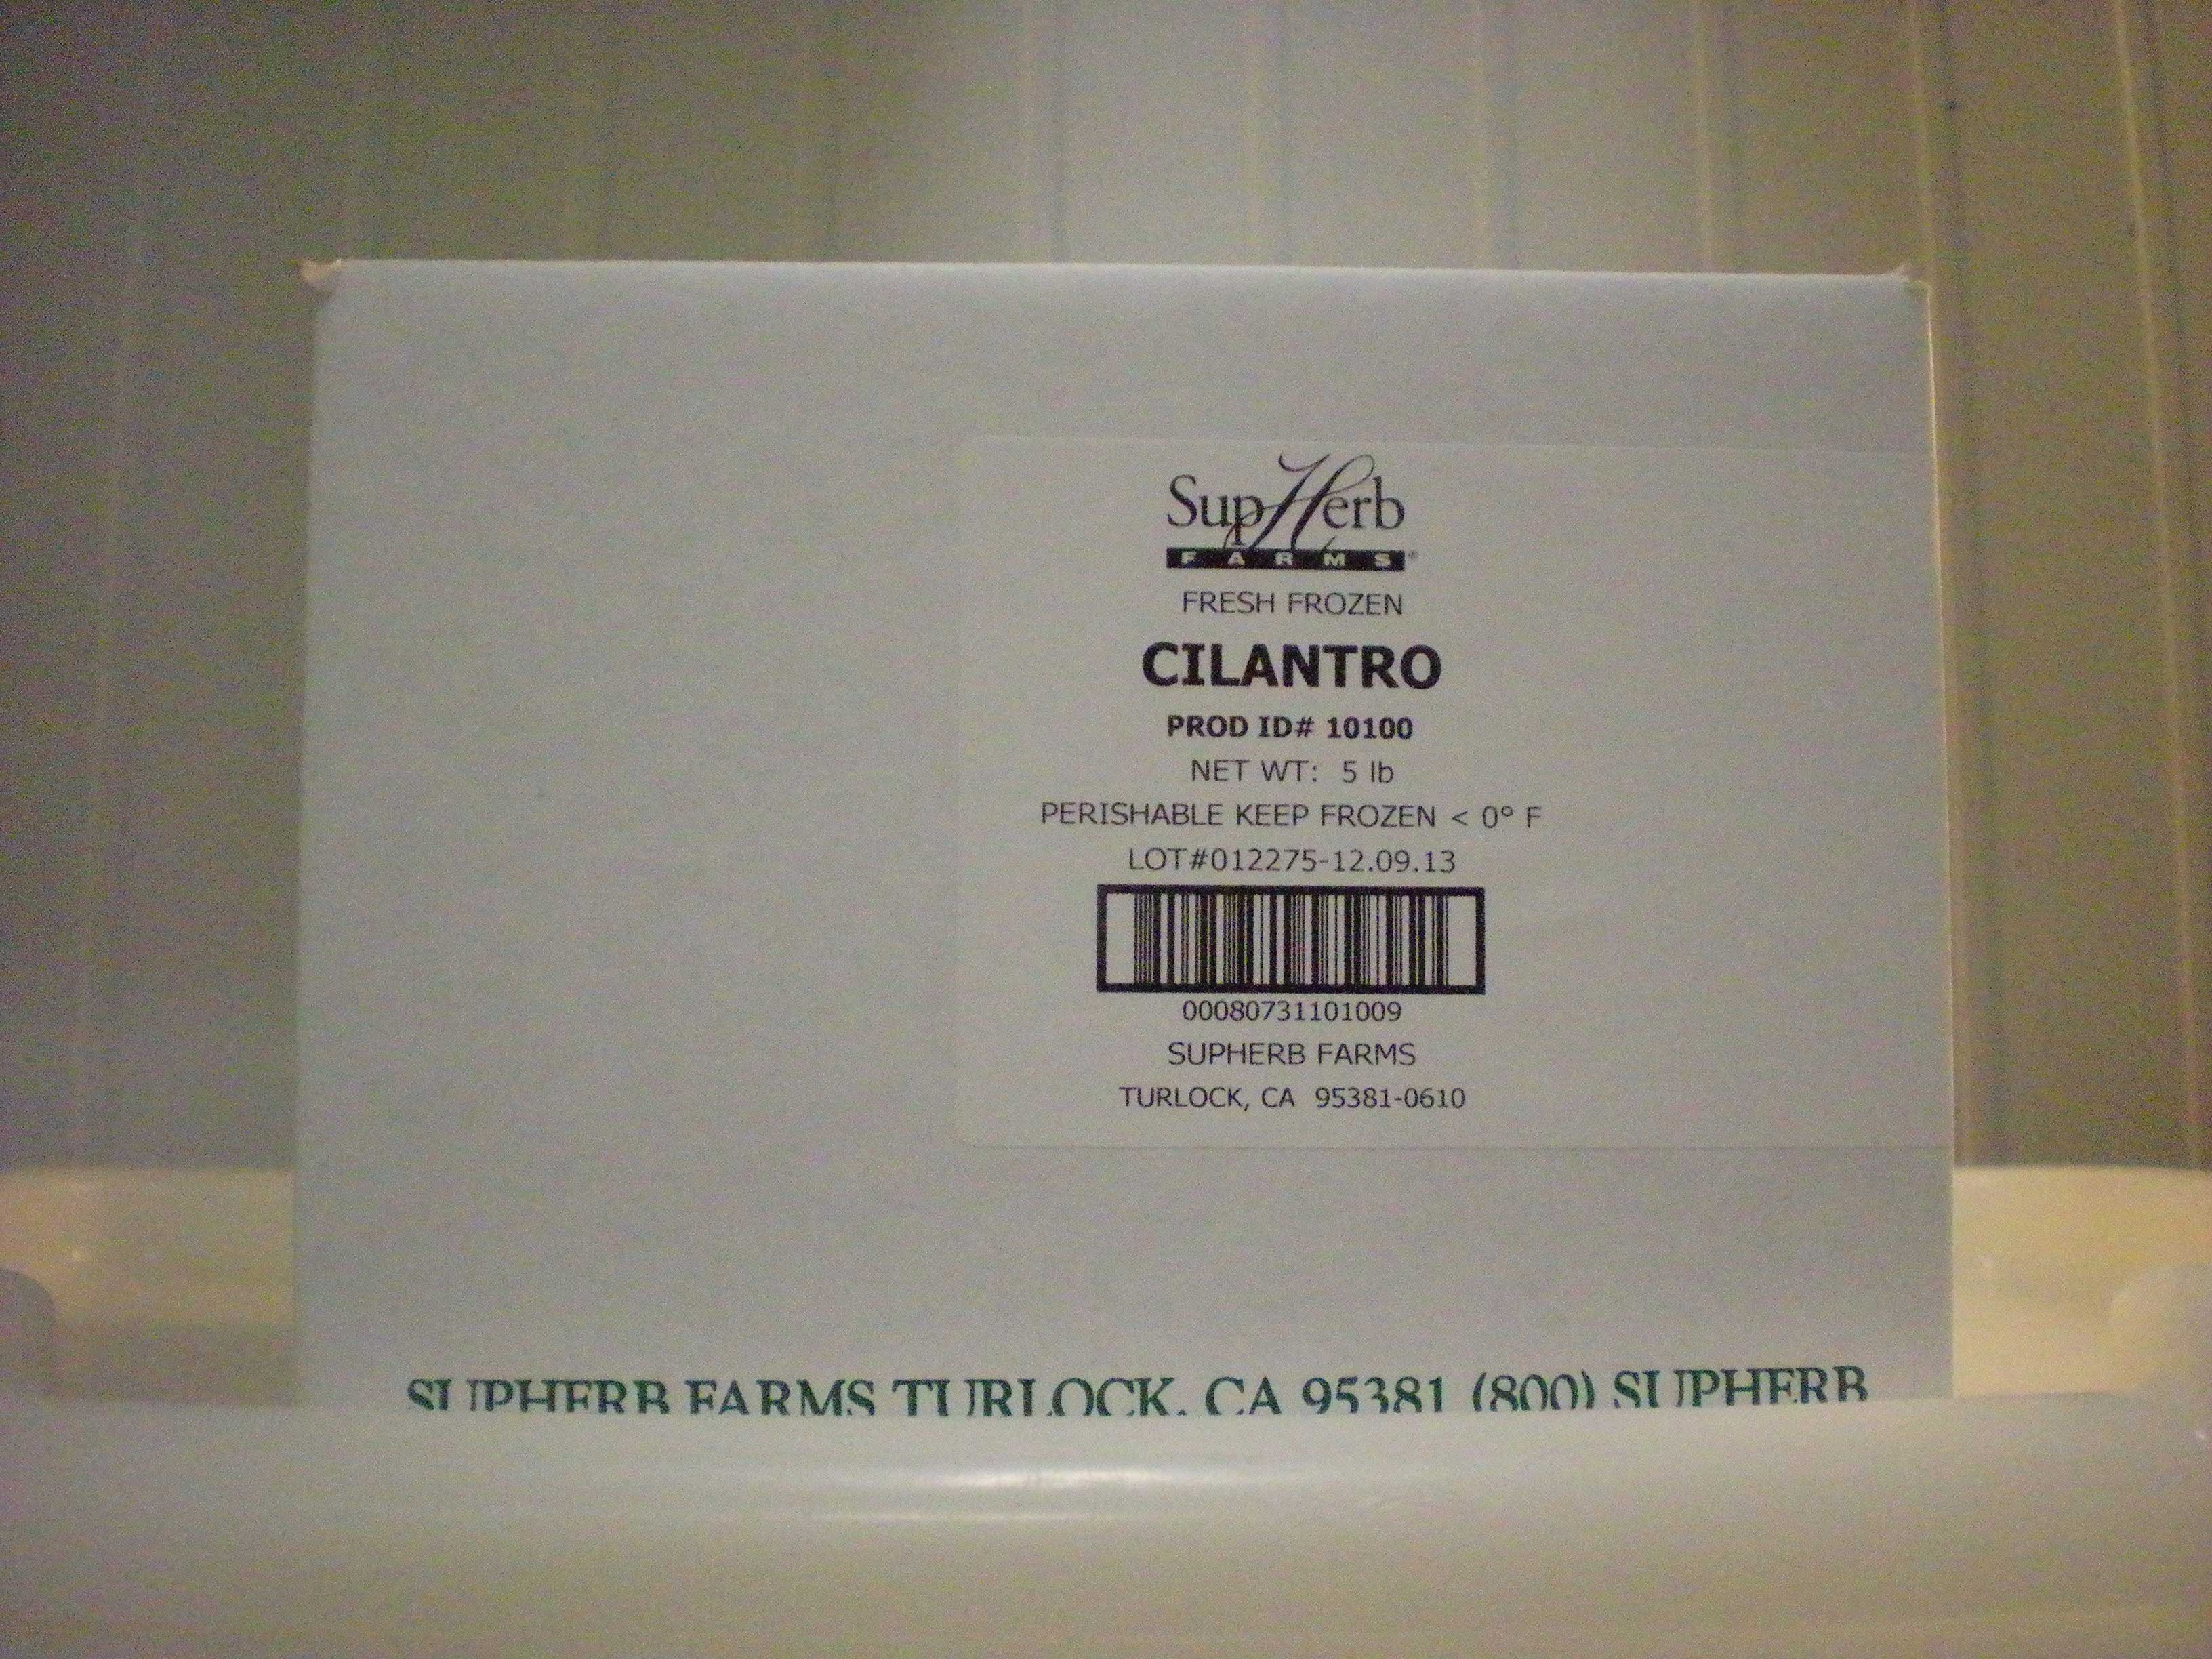 SupHerb
FARMS®
FRESH FROZEN
CILANTRO
PROD ID# 10100
NET WT: 5 lb
PERISHABLE KEEP FROZEN < 0° F
LOT#012275-12.09.13
00080731101009
SUPHERB FARMS
TURLOCK, CA 95381-0610
SUPHERB FARMS TURLOCK, CA 95381 (800) SUPHERB